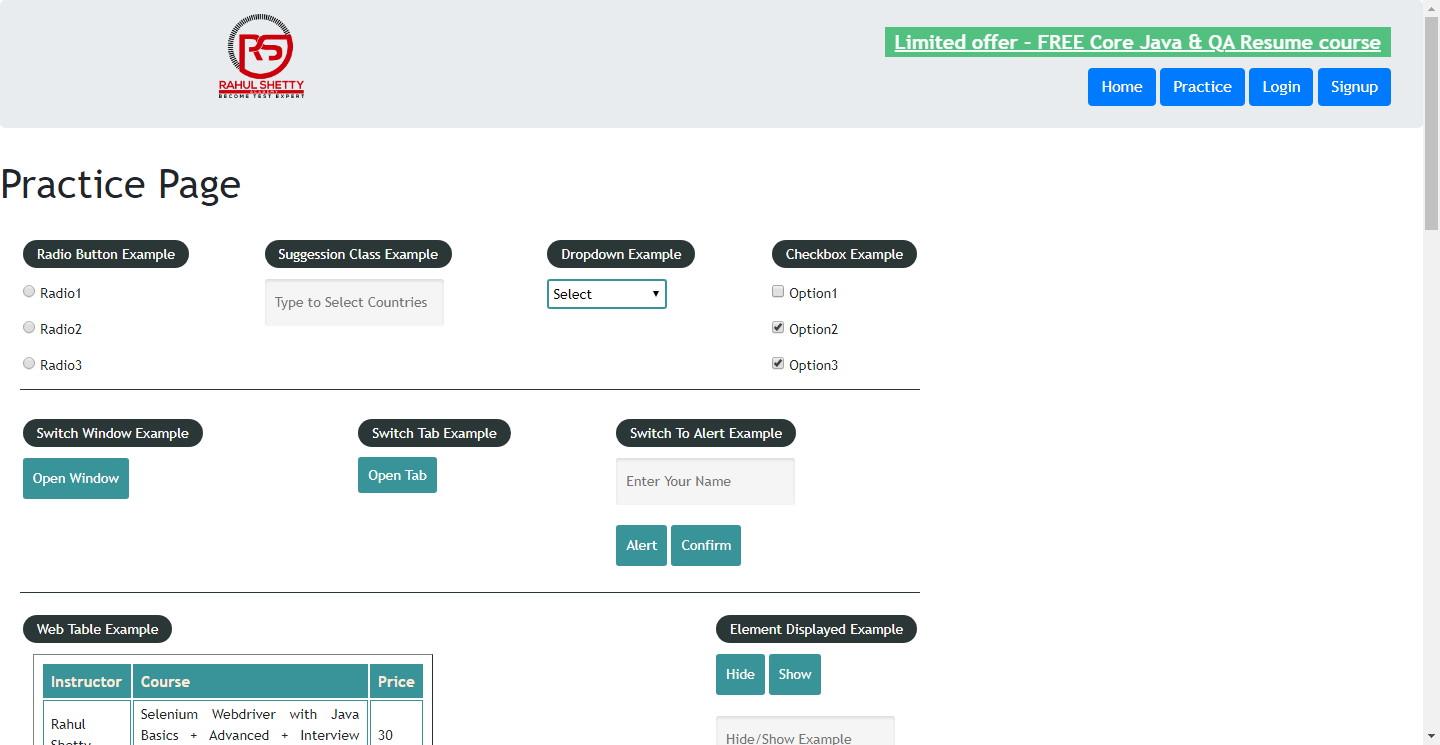 RS
RAHUL SHETTY
ACADEMY
BECOME TEST EXPERT
Limited offer - FREE Core Java & QA Resume course
Home Practice Login Signup
Practice Page
Radio Button Example
Radio1
Radio2
Radio3
Suggession Class Example
Type to Select Countries
Dropdown Example
Select
Checkbox Example
Option1
Option2
Option3
Switch Window Example
Open Window
Switch Tab Example
Open Tab
Switch To Alert Example
Enter Your Name
Alert Confirm
Web Table Example
Instructor Course Price
Rahul
Shetty
Selenium Webdriver with Java
Basics + Advanced + Interview
30
Element Displayed Example
Hide Show
Hide/Show Example